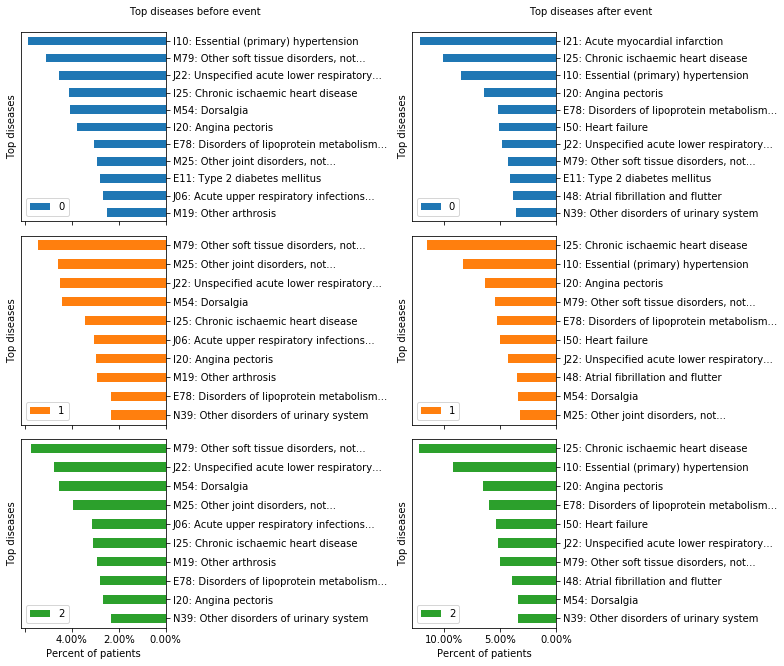 Top diseases before event
Top diseases
I10: Essential (primary) hypertension
M79: Other soft tissue disorders, not...
J22: Unspecified acute lower respiratory...
I25: Chronic ischaemic heart disease
M54: Dorsalgia
I20: Angina pectoris
E78: Disorders of lipoprotein metabolism...
M25: Other joint disorders, not...
E11: Type 2 diabetes mellitus
J06: Acute upper respiratory infections...
M19: Other arthrosis
0
Top diseases
M79: Other soft tissue disorders, not...
M25: Other joint disorders, not...
J22: Unspecified acute lower respiratory...
M54: Dorsalgia
I25: Chronic ischaemic heart disease
J06: Acute upper respiratory infections...
I20: Angina pectoris
M19: Other arthrosis
E78: Disorders of lipoprotein metabolism...
N39: Other disorders of urinary system
1
Top diseases
M79: Other soft tissue disorders, not...
J22: Unspecified acute lower respiratory...
M54: Dorsalgia
M25: Other joint disorders, not...
J06: Acute upper respiratory infections...
I25: Chronic ischaemic heart disease
M19: Other arthrosis
E78: Disorders of lipoprotein metabolism...
I20: Angina pectoris
N39: Other disorders of urinary system
2
4.00% 2.00% 0.00%
Percent of patients
Top diseases after event
Top diseases
I21: Acute myocardial infarction
I25: Chronic ischaemic heart disease
I10: Essential (primary) hypertension
I20: Angina pectoris
E78: Disorders of lipoprotein metabolism...
I50: Heart failure
J22: Unspecified acute lower respiratory...
M79: Other soft tissue disorders, not...
E11: Type 2 diabetes mellitus
I48: Atrial fibrillation and flutter
N39: Other disorders of urinary system
0
Top diseases
I25: Chronic ischaemic heart disease
I10: Essential (primary) hypertension
I20: Angina pectoris
M79: Other soft tissue disorders, not...
E78: Disorders of lipoprotein metabolism...
I50: Heart failure
J22: Unspecified acute lower respiratory...
I48: Atrial fibrillation and flutter
M54: Dorsalgia
M25: Other joint disorders, not...
1
Top diseases
I25: Chronic ischaemic heart disease
I10: Essential (primary) hypertension
I20: Angina pectoris
E78: Disorders of lipoprotein metabolism...
I50: Heart failure
J22: Unspecified acute lower respiratory...
M79: Other soft tissue disorders, not...
I48: Atrial fibrillation and flutter
M54: Dorsalgia
N39: Other disorders of urinary system
2
10.00% 5.00% 0.00%
Percent of patients